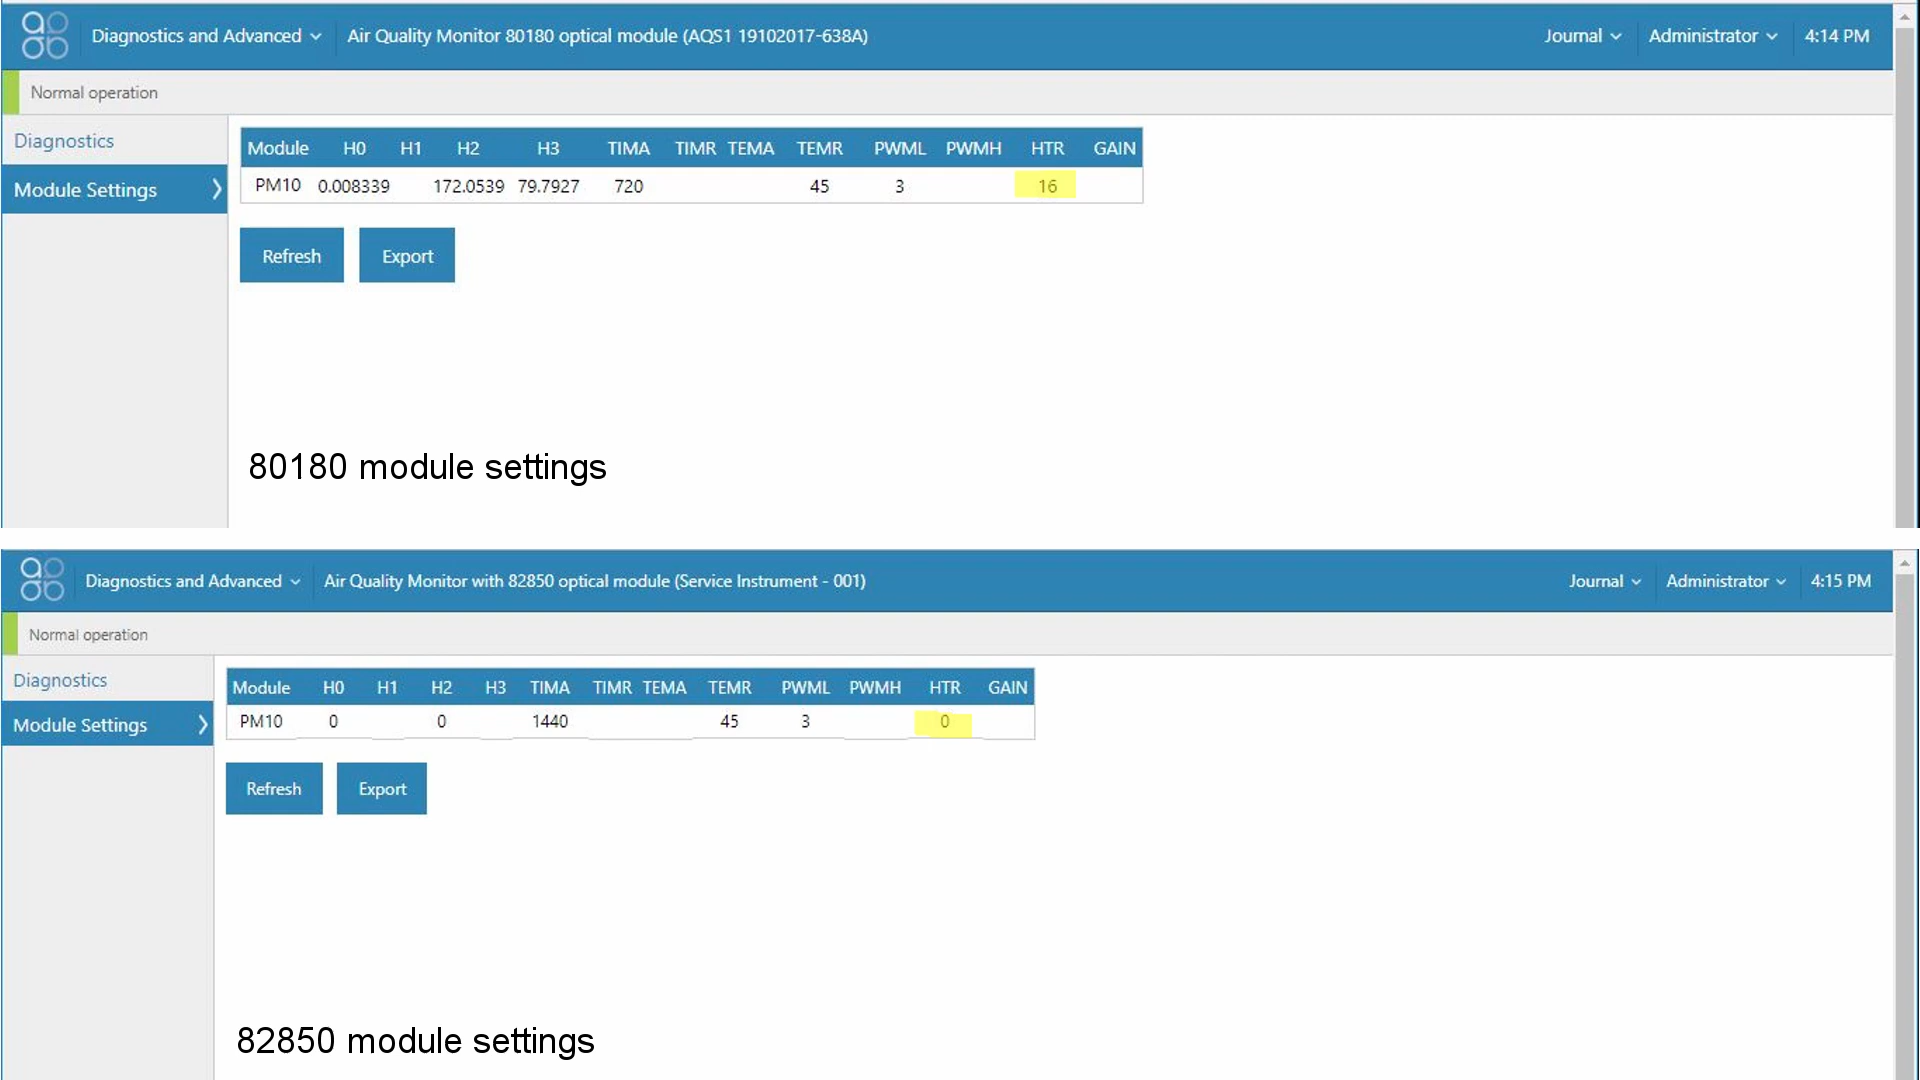 Diagnostics and Advanced Air Quality Monitor 80180 optical module (AQS1 19102017-638A) Journal Administrator 4:14 PM
Normal operation
Diagnostics
Module Settings
Module H0 H1 H2 H3 TIMA TIMR TEMA TEMR PWML PWMH HTR GAIN
PM10 0.008339 172.0539 79.7927 720 45 3 16
Refresh Export
80180 module settings
Diagnostics and Advanced Air Quality Monitor with 82850 optical module (Service Instrument - 001) Journal Administrator 4:15 PM
Normal operation
Diagnostics
Module Settings
Module H0 H1 H2 H3 TIMA TIMR TEMA TEMR PWML PWMH HTR GAIN
PM10 0 0 1440 45 3 0
Refresh Export
82850 module settings